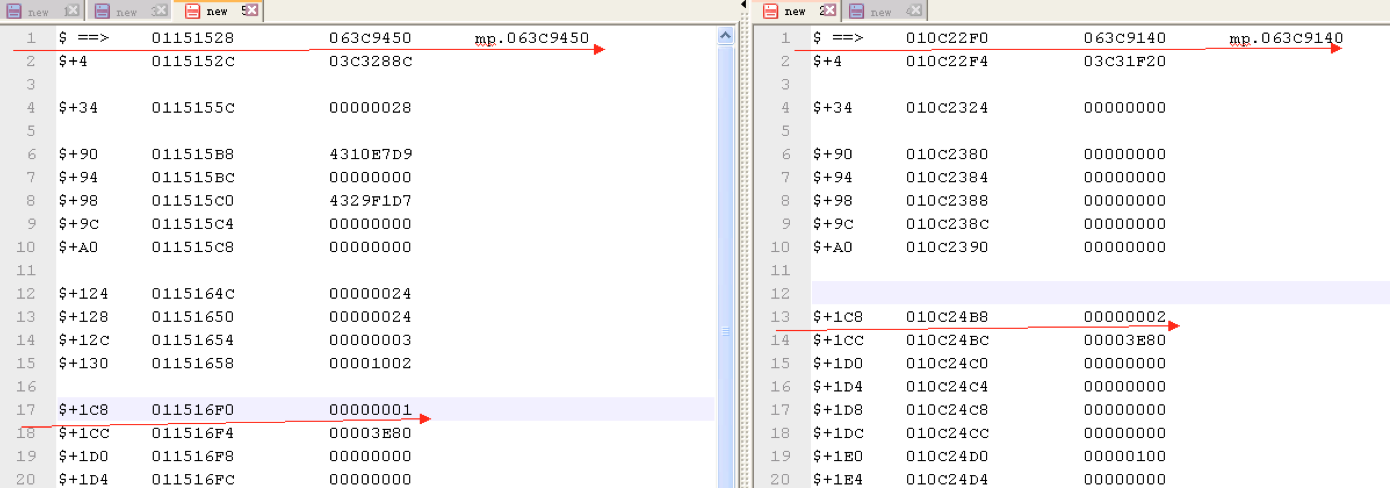 new 1 new 3 new 5
1 $ ==> 01151528 063C9450 mp.063C9450
2 $+4 0115152C 03C3288C
3
4 $+34 0115155C 00000028
5
6 $+90 011515B8 4310E7D9
7 $+94 011515BC 00000000
8 $+98 011515C0 4329F1D7
9 $+9C 011515C4 00000000
10 $+A0 011515C8 00000000
11
12 $+124 0115164C 00000024
13 $+128 01151650 00000024
14 $+12C 01151654 00000003
15 $+130 01151658 00001002
16
17 $+1C8 011516F0 00000001
18 $+1CC 011516F4 00003E80
19 $+1D0 011516F8 00000000
20 $+1D4 011516FC 00000000
new 2 new 4
1 $ ==> 010C22F0 063C9140 mp.063C9140
2 $+4 010C22F4 03C31F20
3
4 $+34 010C2324 00000000
5
6 $+90 010C2380 00000000
7 $+94 010C2384 00000000
8 $+98 010C2388 00000000
9 $+9C 010C238C 00000000
10 $+A0 010C2390 00000000
11
12
13 $+1C8 010C24B8 00000002
14 $+1CC 010C24BC 00003E80
15 $+1D0 010C24C0 00000000
16 $+1D4 010C24C4 00000000
17 $+1D8 010C24C8 00000000
18 $+1DC 010C24CC 00000000
19 $+1E0 010C24D0 00000100
20 $+1E4 010C24D4 00000000